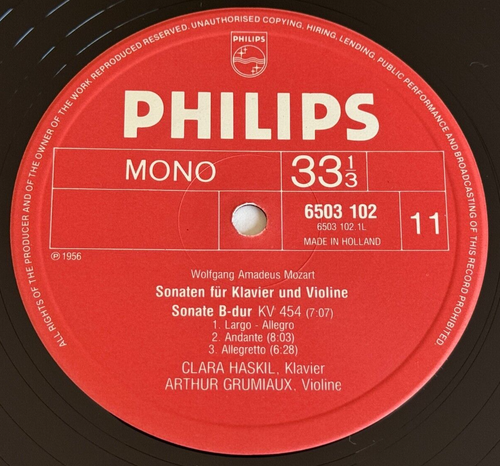 ALL RIGHTS OF THE PRODUCER AND OF THE OWNER OF THE WORK REPRODUCED RESERVED. UNAUTHORISED COPYING, HIRING, LENDING, PUBLIC PERFORMANCE AND BROADCASTING OF THIS RECORD PROHIBITED
PHILIPS
PHILIPS
MONO
33 1/3
6503 102
6503 102 1L
MADE IN HOLLAND
11
℗ 1956
Wolfgang Amadeus Mozart
Sonaten für Klavier und Violine
Sonate B-dur KV 454 (7:07)
1. Largo - Allegro
2. Andante (8:03)
3. Allegretto (6:28)
CLARA HASKIL, Klavier
ARTHUR GRUMIAUX, Violine